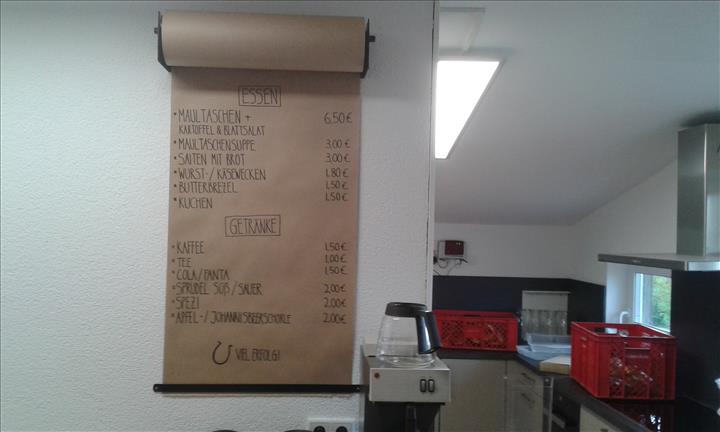 ESSEN
• MAULTASCHEN + 6,50€
KARTOFFEL & BLATTSALAT
• MAULTASCHENSUPPE 3,00€
• SAITEN MIT BROT 3,00€
• WURST-/KÄSEWECKEN 1,80€
• BUTTERBREZEL 1,50€
• KUCHEN 1,50€
GETRÄNKE
• KAFFEE 1,50€
• TEE 1,00€
• COLA/FANTA 1,50€
• SPRUDEL SÜß/SAUER 2,00€
• SPEZI 2,00€
• APFEL-/JOHANNISBEERSCHORLE 2,00€
VIEL ERFOLG!